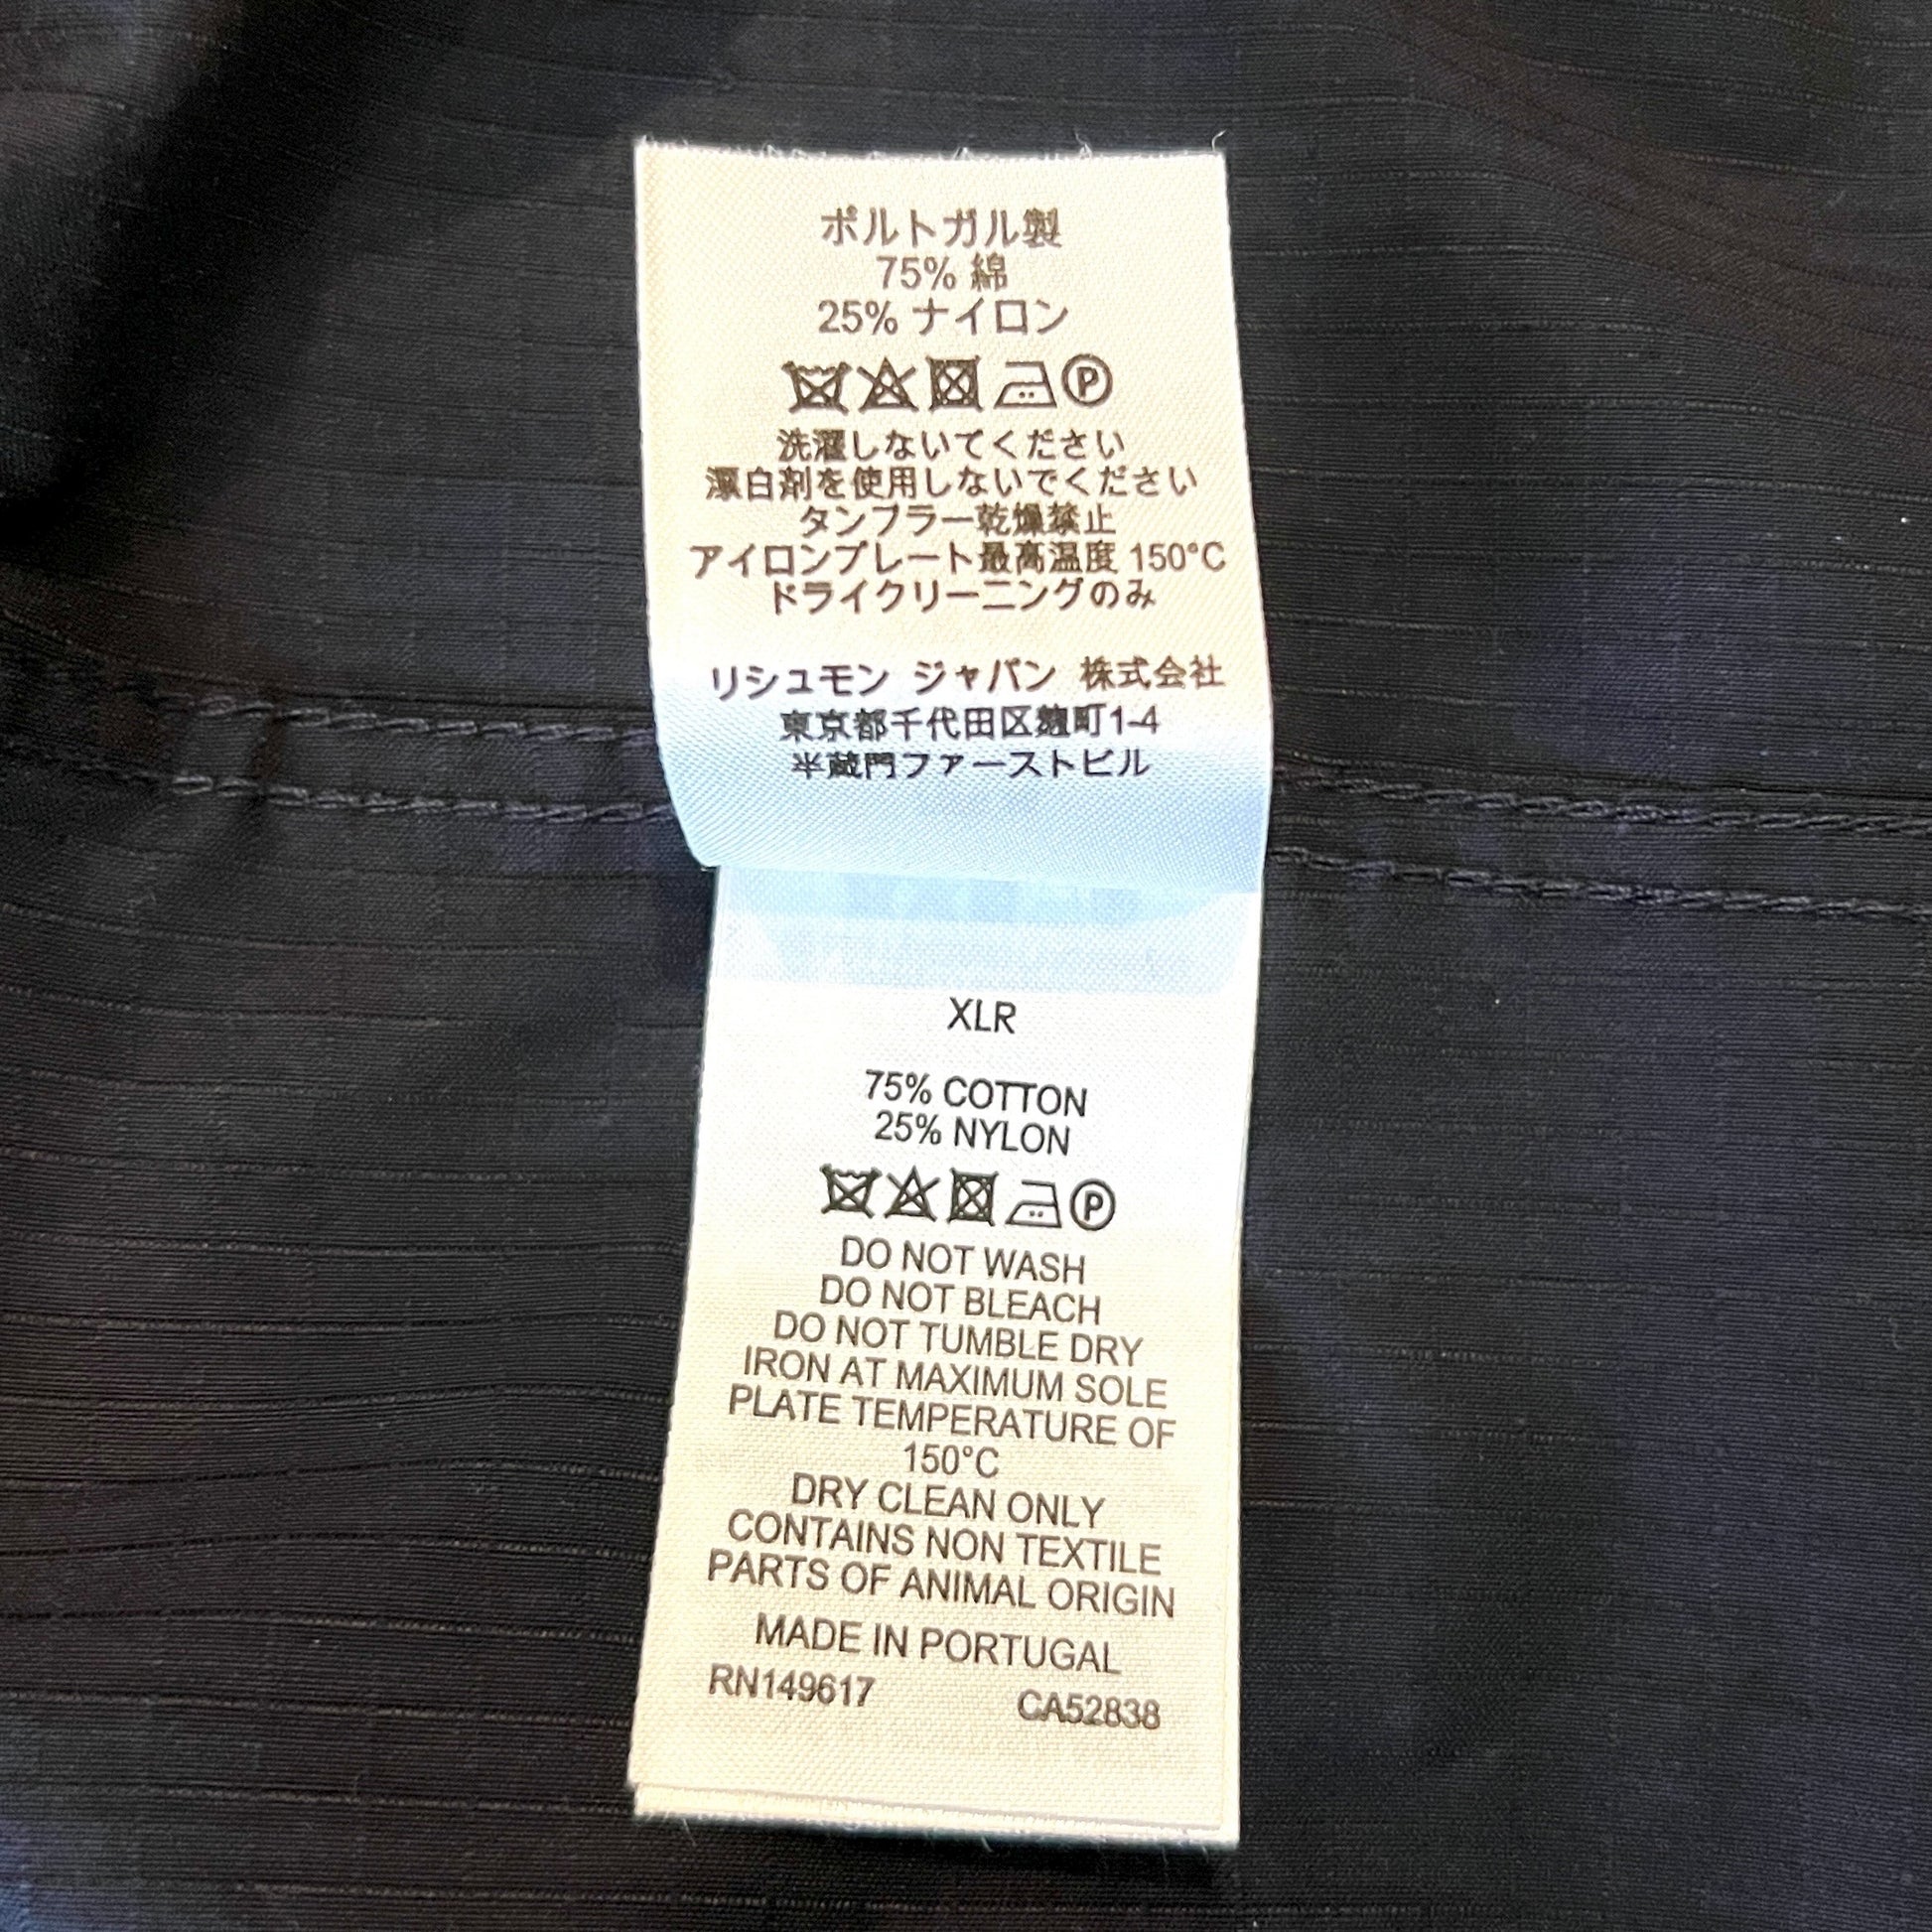 ポルトガル製
75% 綿
25% ナイロン
P
洗濯しないてください
漂白剤を使用しないでください
タンブラー乾燥禁止
アイロンプレート最高温度 150°C
ドライクリーニングのみ
リシュモン ジャパン 株式会社
東京都千代田区麹町1-4
半蔵門ファーストビル
XLR
75% COTTON
25% NYLON
P
DO NOT WASH
DO NOT BLEACH
DO NOT TUMBLE DRY
IRON AT MAXIMUM SOLE
PLATE TEMPERATURE OF
150°C
DRY CLEAN ONLY
CONTAINS NON TEXTILE
PARTS OF ANIMAL ORIGIN
MADE IN PORTUGAL
RN149617 CA52838